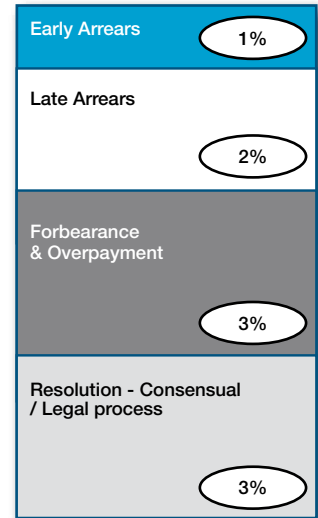 Early Arrears
1%
Late Arrears
2%
Forbearance
& Overpayment
3%
Resolution - Consensual
/ Legal process
3%